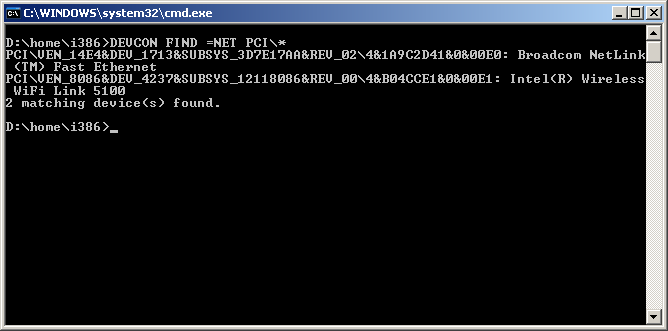 C:\WINDOWS\system32\cmd.exe
D:\home\i386>DEVCON FIND =NET PCI\*
PCI\VEN_14E4&DEV_1713&SUBSYS_3D7E17AA&REV_02\4&1A9C2D41&0&00E0: Broadcom NetLink
(TM) Fast Ethernet
PCI\VEN_8086&DEV_4237&SUBSYS_12118086&REV_00\4&B04CCE1&0&00E1: Intel(R) Wireless
WiFi Link 5100
2 matching device(s) found.
D:\home\i386>_